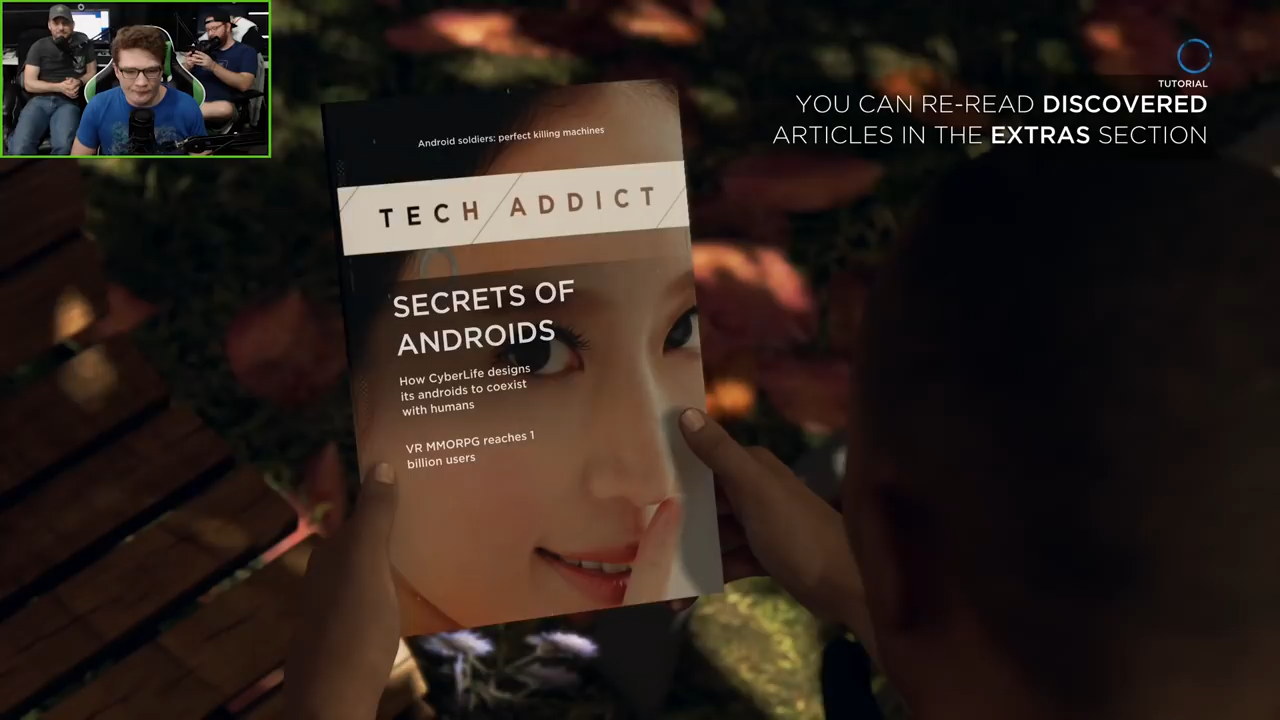 TUTORIAL
YOU CAN RE-READ DISCOVERED
ARTICLES IN THE EXTRAS SECTION
Android soldiers: perfect killing machines
TECH ADDICT
SECRETS OF
ANDROIDS
How CyberLife designs
its androids to coexist
with humans
VR MMORPG reaches 1
billion users